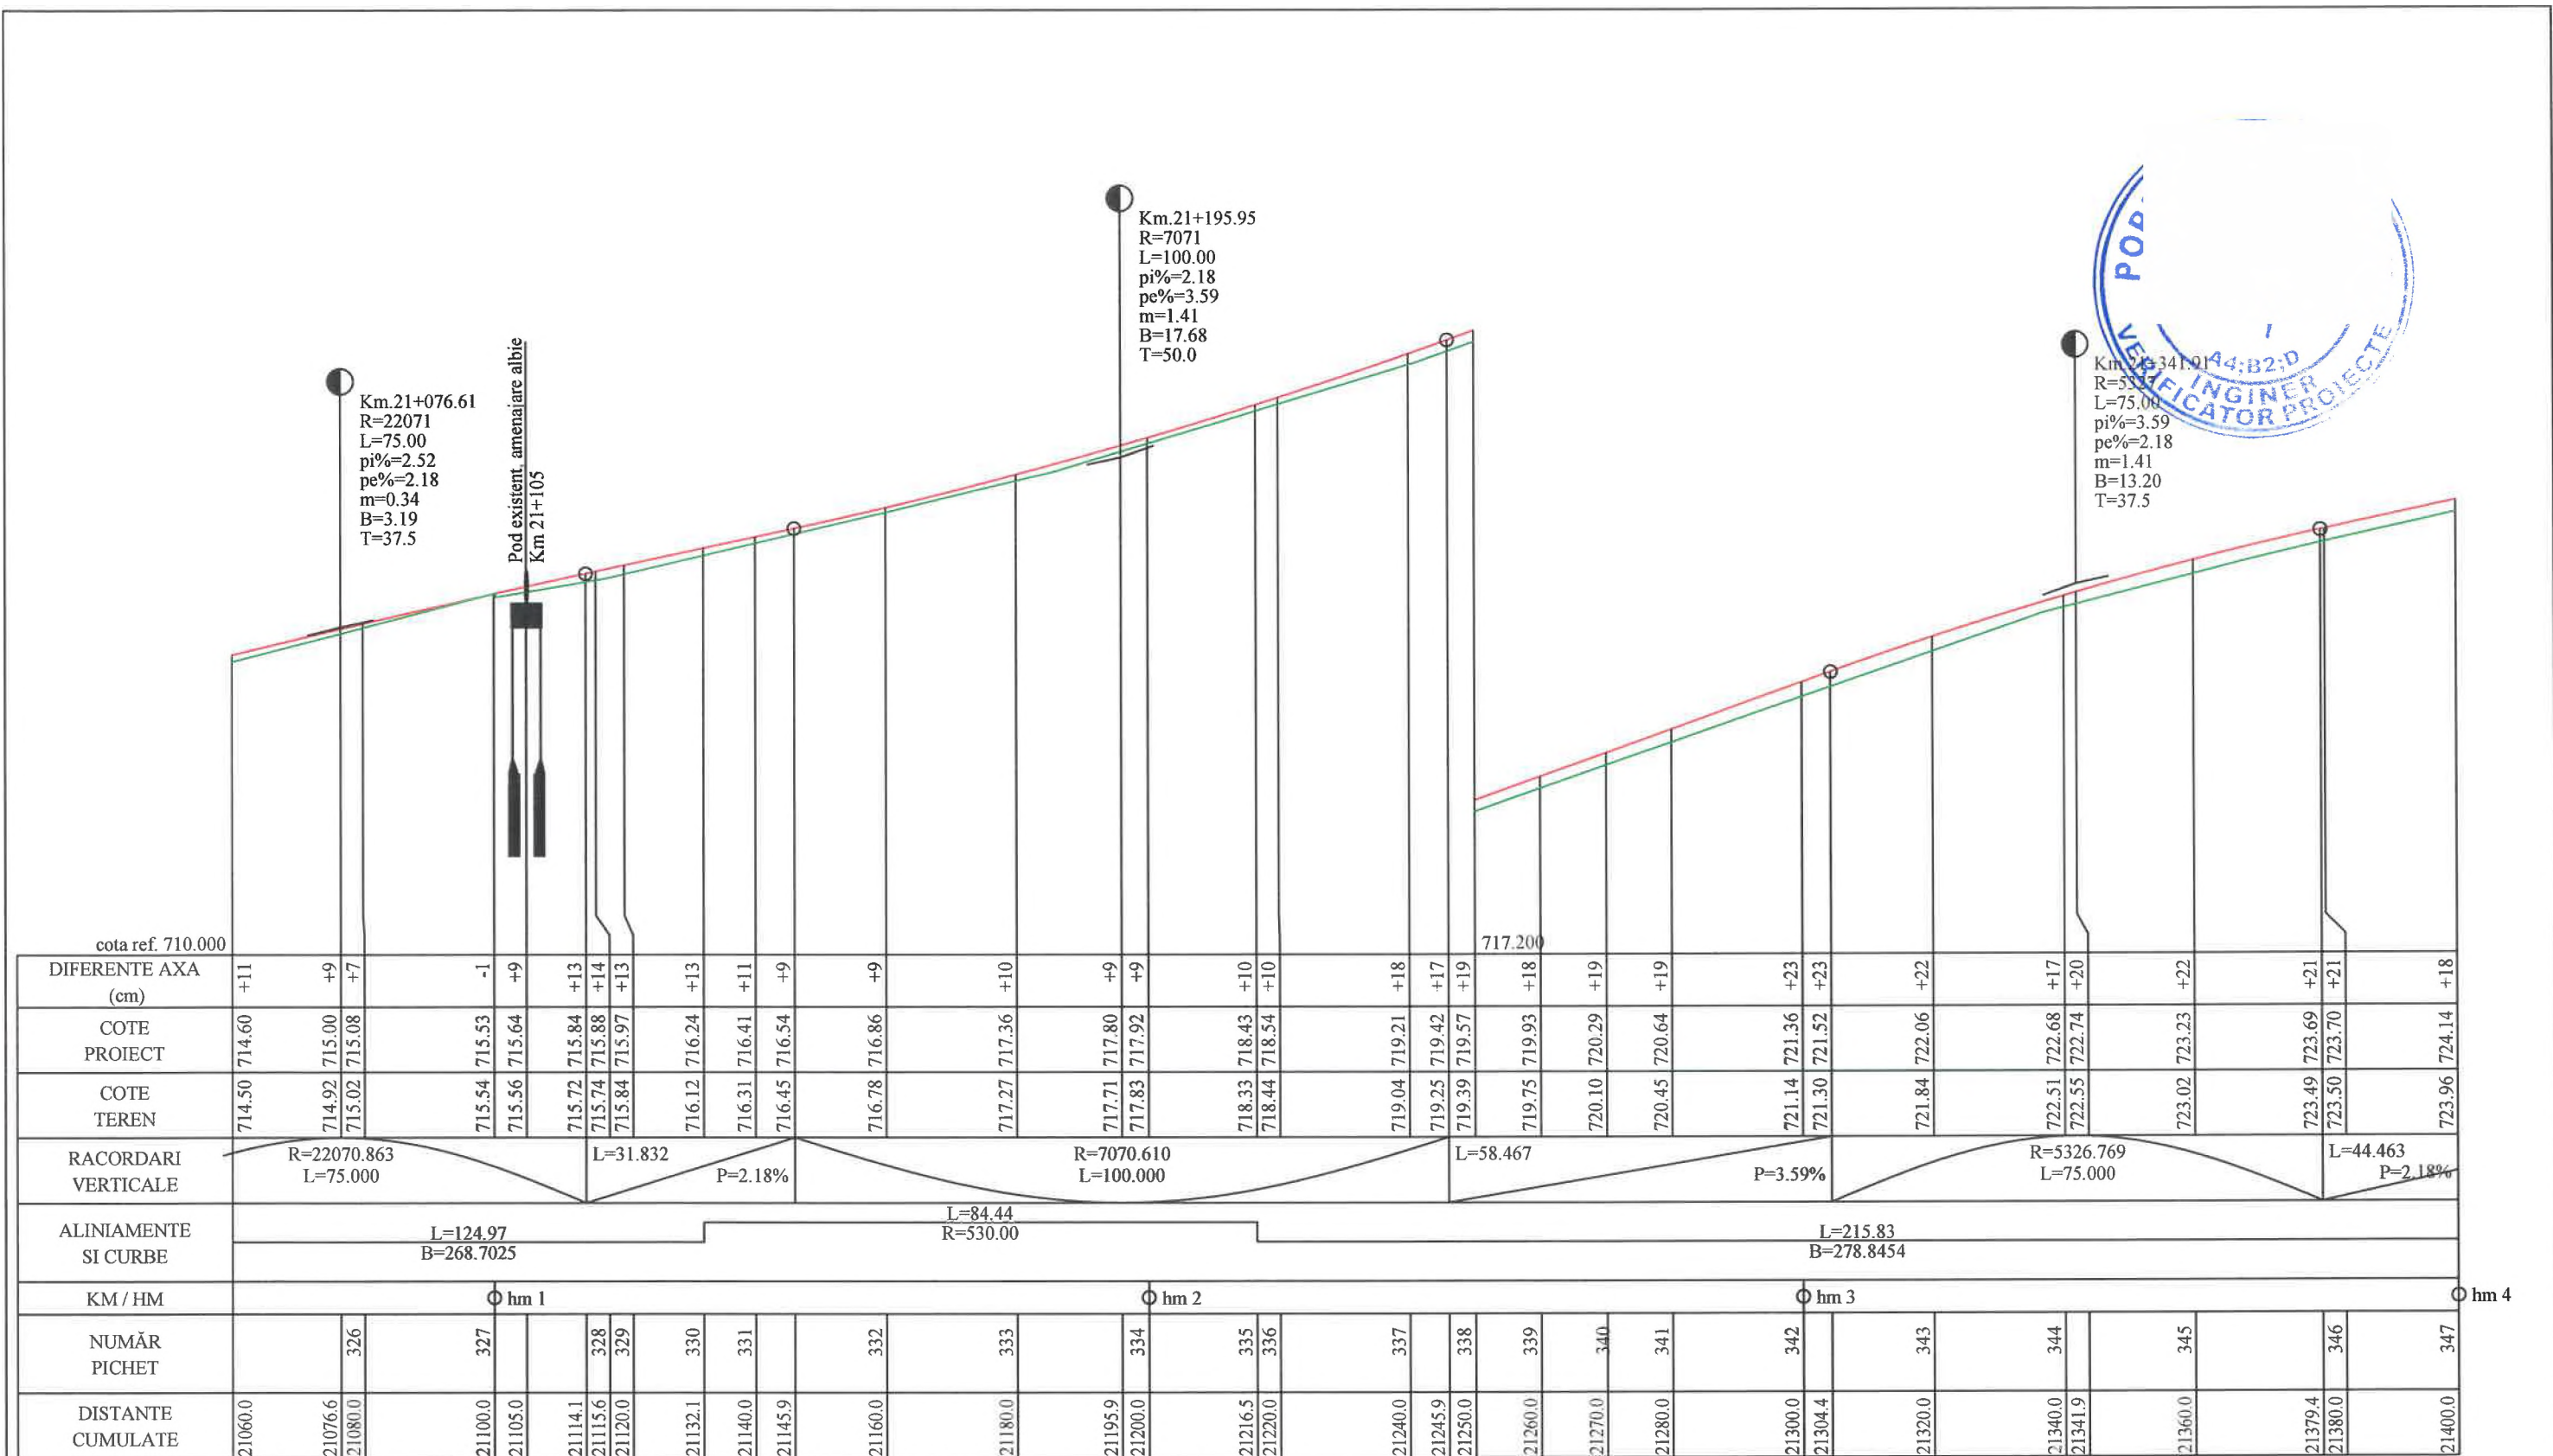 Km.21+076.61
R=22071
L=75.00
pi%=2.52
pe%=2.18
m=0.34
B=3.19
T=37.5
Pod existent, amenajare albie
Km 21+105
Km.21+195.95
R=7071
L=100.00
pi%=2.18
pe%=3.59
m=1.41
B=17.68
T=50.0
Km.21+341.91
R=5327
L=75.00
pi%=3.59
pe%=2.18
m=1.41
B=13.20
T=37.5
A4;B2;D
INGINER
VERIFICATOR PROIECTE
cota ref. 710.000
717.200
DIFERENTE AXA
(cm)
+11 +9 +7 -1 +9 +13 +14 +13 +13 +11 +9 +9 +10 +9 +9 +10 +10 +18 +17 +19 +18 +19 +19 +23 +23 +22 +17 +20 +22 +21 +21 +18
COTE
PROIECT
714.60 715.00 715.08 715.53 715.64 715.84 715.88 715.97 716.24 716.41 716.54 716.86 717.36 717.80 717.92 718.43 718.54 719.21 719.42 719.57 719.93 720.29 720.64 721.36 721.52 722.06 722.68 722.74 723.23 723.69 723.70 724.14
COTE
TEREN
714.50 714.92 715.02 715.54 715.56 715.72 715.74 715.84 716.12 716.31 716.45 716.78 717.27 717.71 717.83 718.33 718.44 719.04 719.25 719.39 719.75 720.10 720.45 721.14 721.30 721.84 722.51 722.55 723.02 723.49 723.50 723.96
RACORDARI
VERTICALE
R=22070.863
L=75.000
L=31.832
P=2.18%
R=7070.610
L=100.000
L=58.467
P=3.59%
R=5326.769
L=75.000
L=44.463
P=2.18%
ALINIAMENTE
SI CURBE
L=124.97
B=268.7025
L=84.44
R=530.00
L=215.83
B=278.8454
KM / HM
hm 1
hm 2
hm 3
hm 4
NUMĂR
PICHET
326 327 328 329 330 331 332 333 334 335 336 337 338 339 340 341 342 343 344 345 346 347
DISTANTE
CUMULATE
21060.0 21076.6 21080.0 21100.0 21105.0 21114.1 21115.6 21120.0 21132.1 21140.0 21145.9 21160.0 21180.0 21195.9 21200.0 21216.5 21220.0 21240.0 21245.9 21250.0 21260.0 21270.0 21280.0 21300.0 21304.4 21320.0 21340.0 21341.9 21360.0 21379.4 21380.0 21400.0